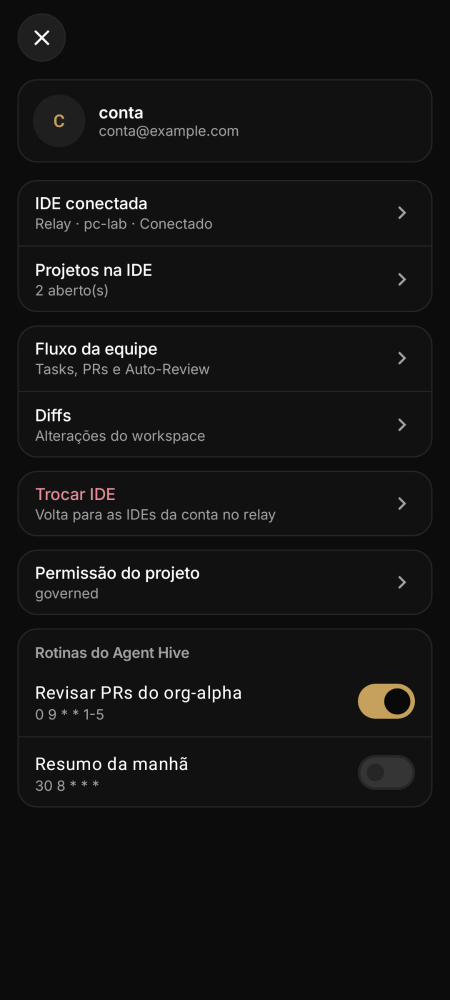 C
conta
conta@example.com
IDE conectada
Relay · pc-lab · Conectado
Projetos na IDE
2 aberto(s)
Fluxo da equipe
Tasks, PRs e Auto-Review
Diffs
Alterações do workspace
Trocar IDE
Volta para as IDEs da conta no relay
Permissão do projeto
governed
Rotinas do Agent Hive
Revisar PRs do org-alpha
0 9 * * 1-5
Resumo da manhã
30 8 * * *